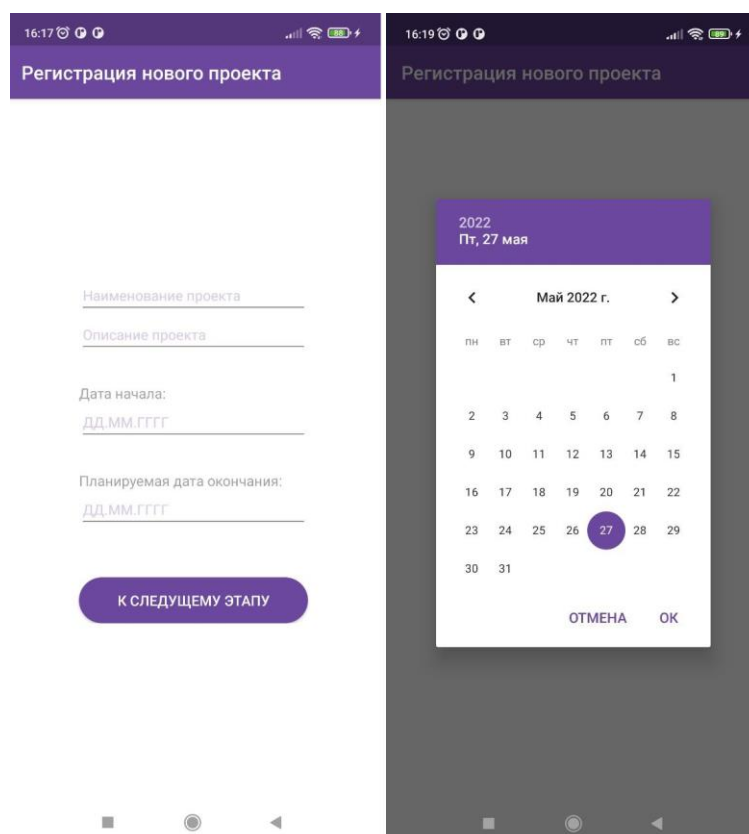 16:17
88
Регистрация нового проекта
Наименование проекта
Описание проекта
Дата начала:
ДД.ММ.ГГГГ
Планируемая дата окончания:
ДД.ММ.ГГГГ
К СЛЕДУЩЕМУ ЭТАПУ
16:19
89
Регистрация нового проекта
2022
Пт, 27 мая
Май 2022 г.
пн вт ср чт пт сб вс
1
2 3 4 5 6 7 8
9 10 11 12 13 14 15
16 17 18 19 20 21 22
23 24 25 26 27 28 29
30 31
ОТМЕНА ОК